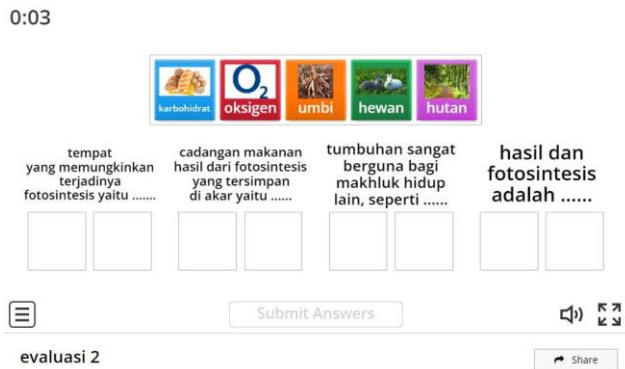 0:03
karbohidrat
O2
oksigen
umbi
hewan
hutan
tempat
yang memungkinkan
terjadinya
fotosintesis yaitu .......
cadangan makanan
hasil dari fotosintesis
yang tersimpan
di akar yaitu ......
tumbuhan sangat
berguna bagi
makhluk hidup
lain, seperti ......
hasil dan
fotosintesis
adalah ......
Submit Answers
evaluasi 2
Share